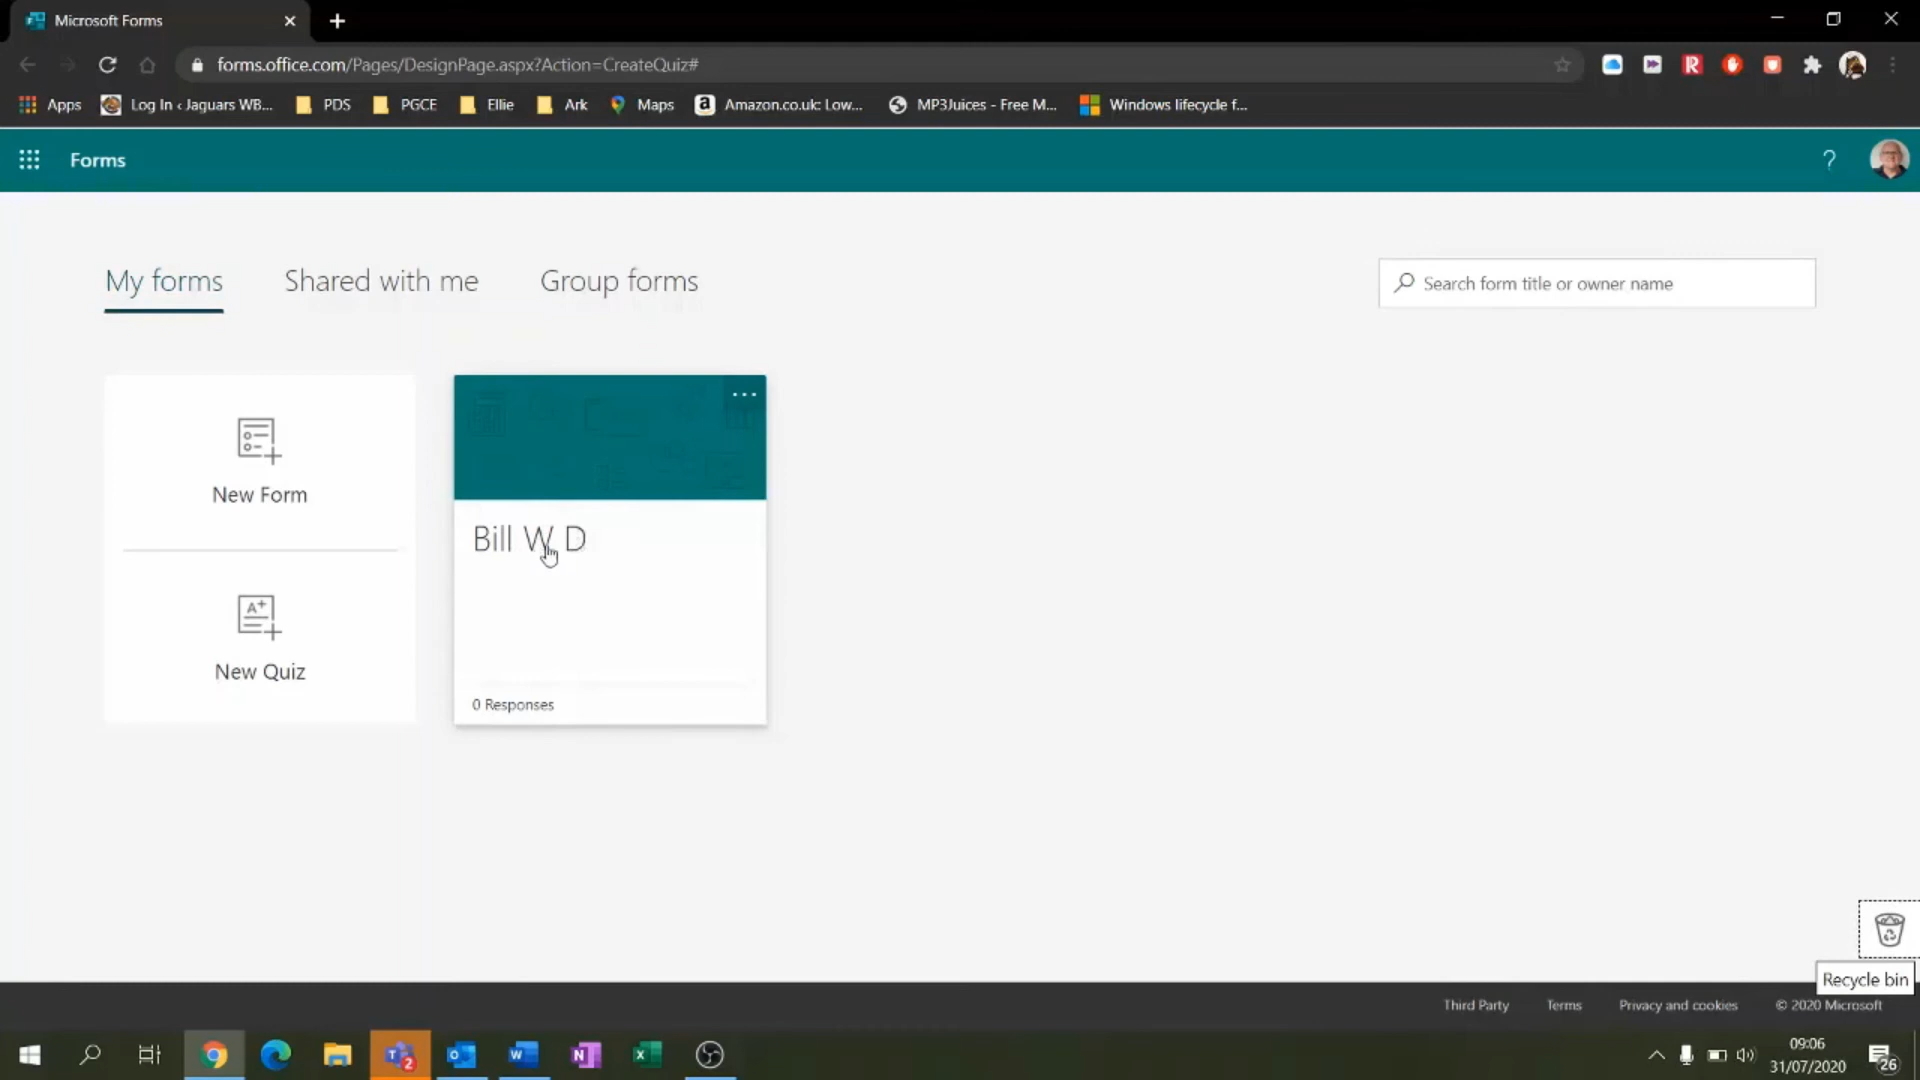 Microsoft Forms
forms.office.com/Pages/DesignPage.aspx?Action=CreateQuiz#
Apps
Log In ‹ Jaguars WB...
PDS
PGCE
Ellie
Ark
Maps
Amazon.co.uk: Low...
MP3Juices - Free M...
Windows lifecycle f...
Forms
?
My forms
Shared with me
Group forms
Search form title or owner name
New Form
New Quiz
Bill W D
0 Responses
Recycle bin
Third Party
Terms
Privacy and cookies
© 2020 Microsoft
09:06
31/07/2020
26